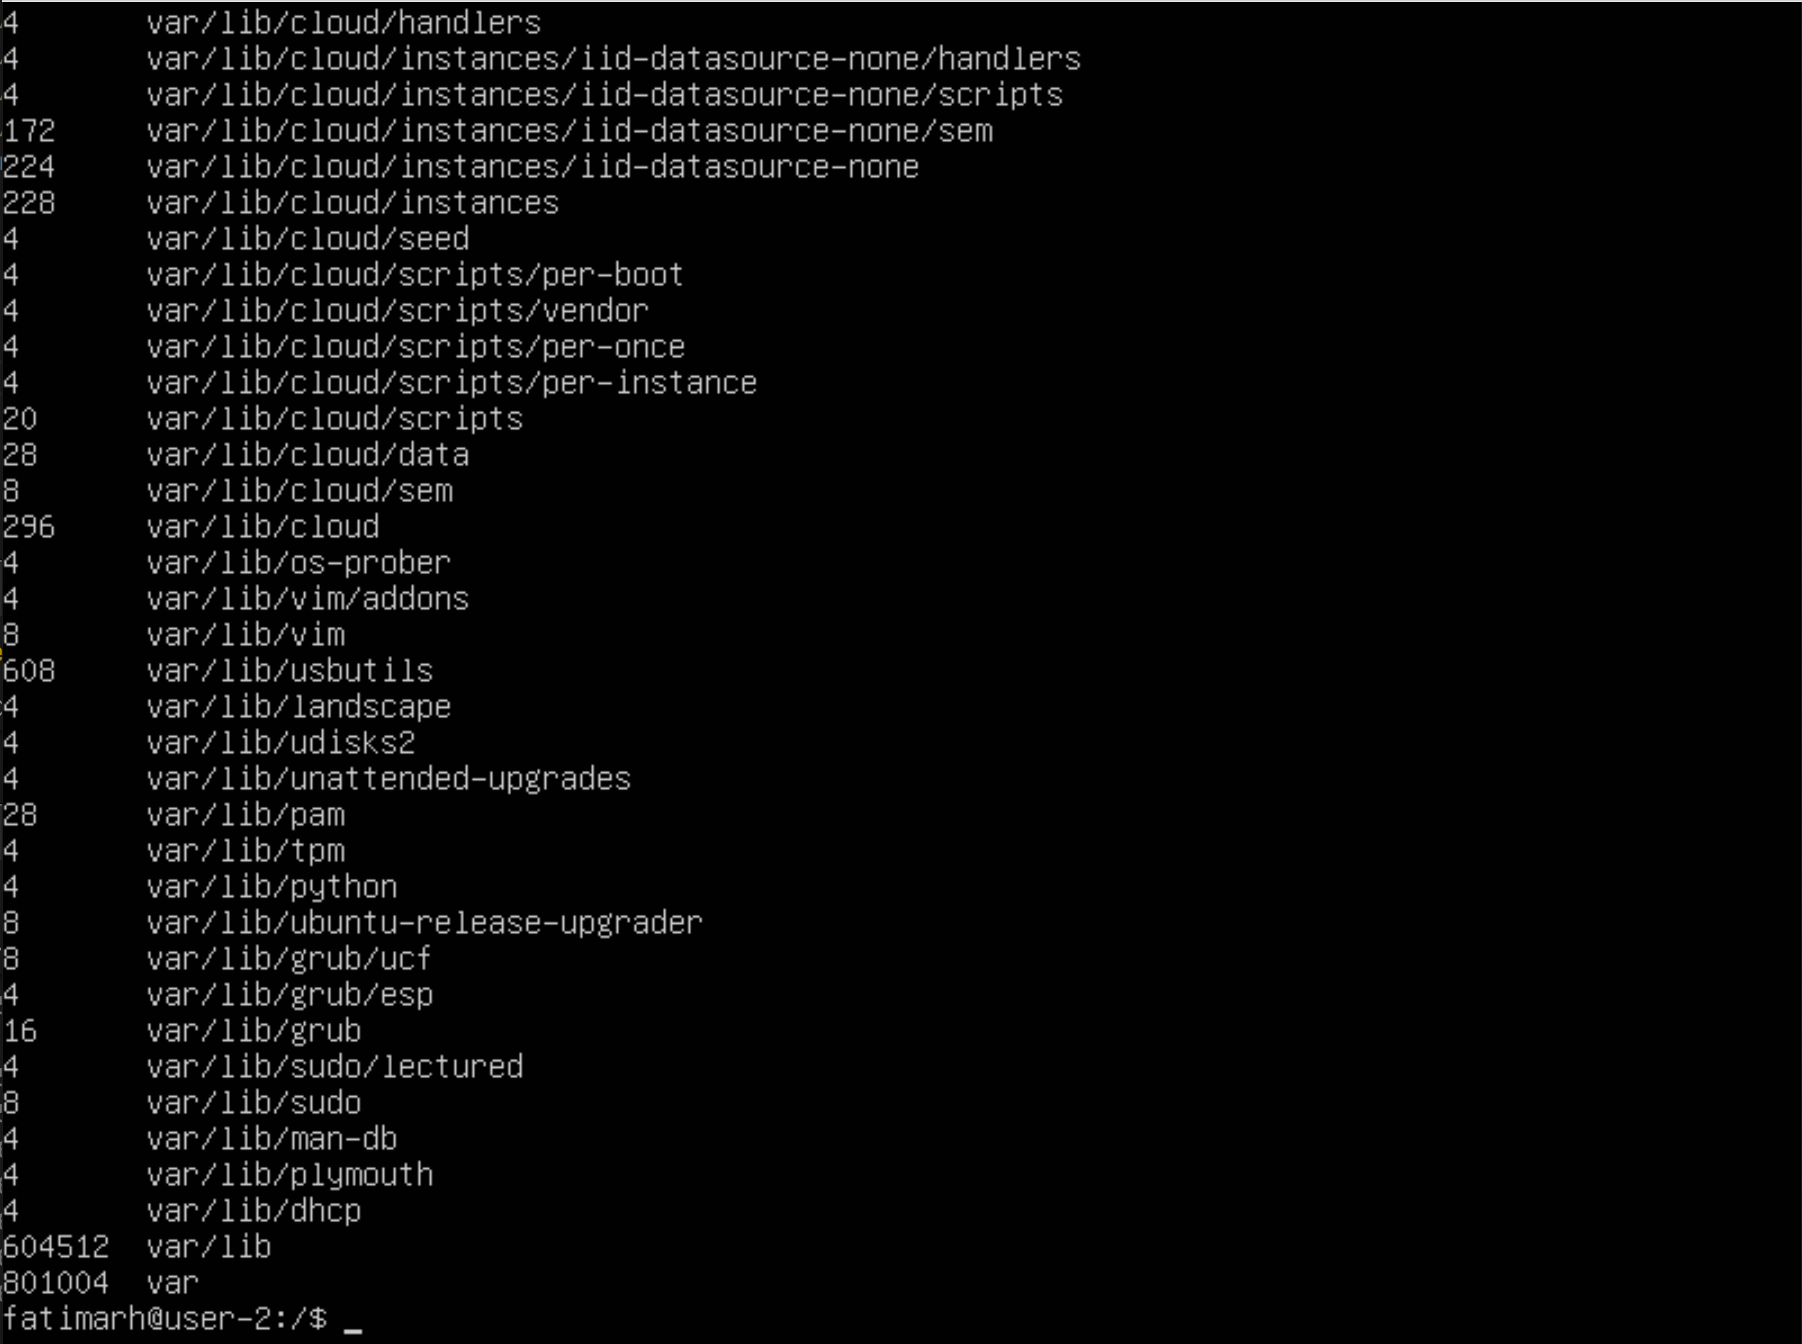 4 var/lib/cloud/handlers
4 var/lib/cloud/instances/iid-datasource-none/handlers
4 var/lib/cloud/instances/iid-datasource-none/scripts
172 var/lib/cloud/instances/iid-datasource-none/sem
224 var/lib/cloud/instances/iid-datasource-none
228 var/lib/cloud/instances
4 var/lib/cloud/seed
4 var/lib/cloud/scripts/per-boot
4 var/lib/cloud/scripts/vendor
4 var/lib/cloud/scripts/per-once
4 var/lib/cloud/scripts/per-instance
20 var/lib/cloud/scripts
28 var/lib/cloud/data
8 var/lib/cloud/sem
296 var/lib/cloud
4 var/lib/os-prober
4 var/lib/vim/addons
8 var/lib/vim
608 var/lib/usbutils
4 var/lib/landscape
4 var/lib/udisks2
4 var/lib/unattended-upgrades
28 var/lib/pam
4 var/lib/tpm
4 var/lib/python
8 var/lib/ubuntu-release-upgrader
8 var/lib/grub/ucf
4 var/lib/grub/esp
16 var/lib/grub
4 var/lib/sudo/lectured
8 var/lib/sudo
4 var/lib/man-db
4 var/lib/plymouth
4 var/lib/dhcp
604512 var/lib
801004 var
fatimarh@user-2:/$ _